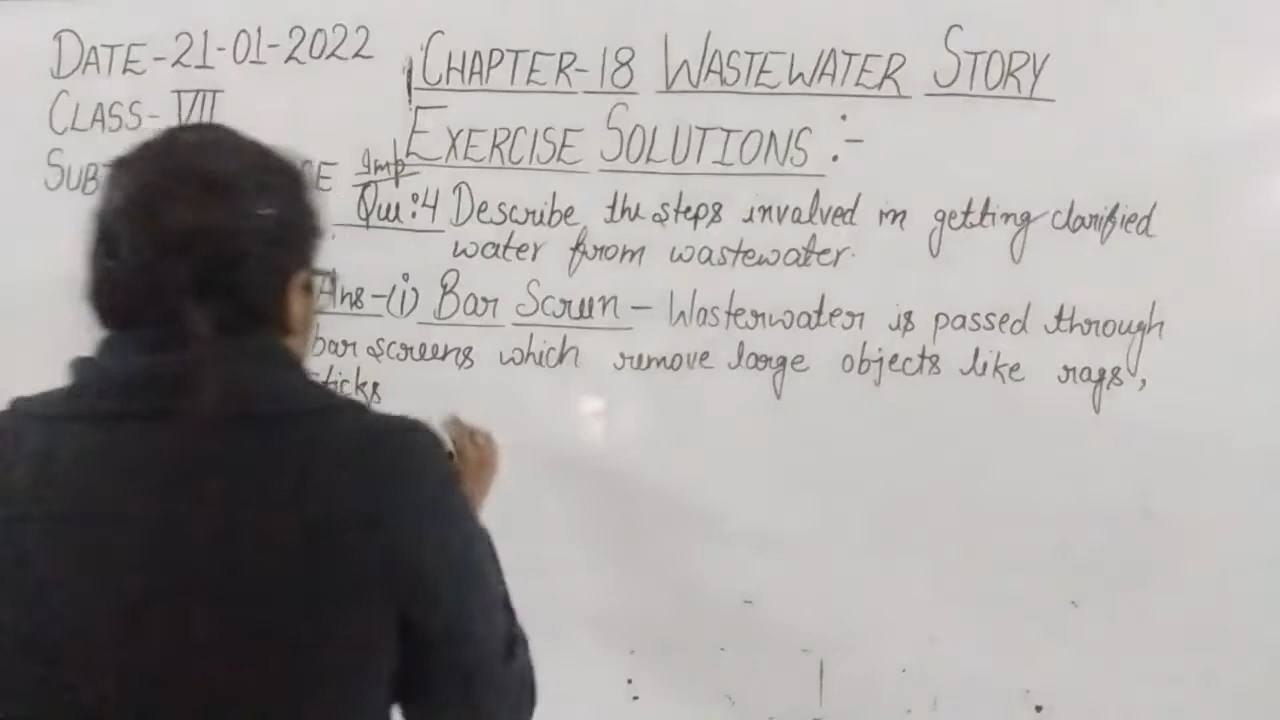 DATE-21-01-2022
CHAPTER-18 WASTEWATER STORY
CLASS-VII
EXERCISE SOLUTIONS :-
Imp
Que:4 Describe the steps involved in getting clarified
water from wastewater.
Ans-(i) Bar Screen - Wasterwater is passed through
bar screens which remove large objects like rags,
sticks